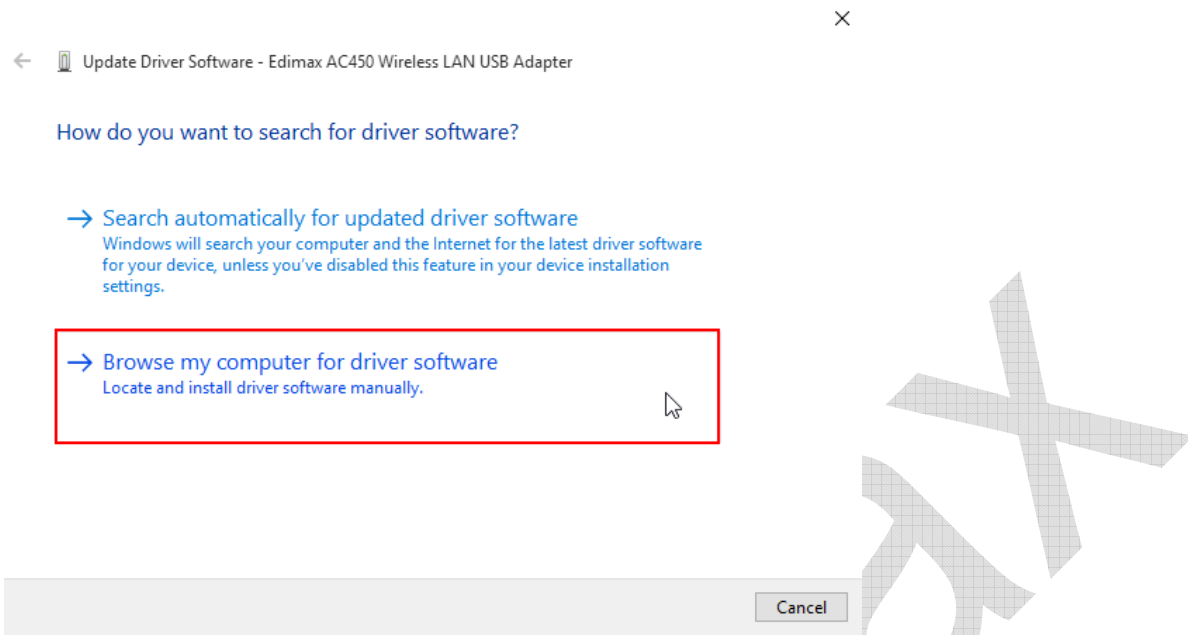 Update Driver Software - Edimax AC450 Wireless LAN USB Adapter
How do you want to search for driver software?
Search automatically for updated driver software
Windows will search your computer and the Internet for the latest driver software
for your device, unless you've disabled this feature in your device installation
settings.
Browse my computer for driver software
Locate and install driver software manually.
Cancel